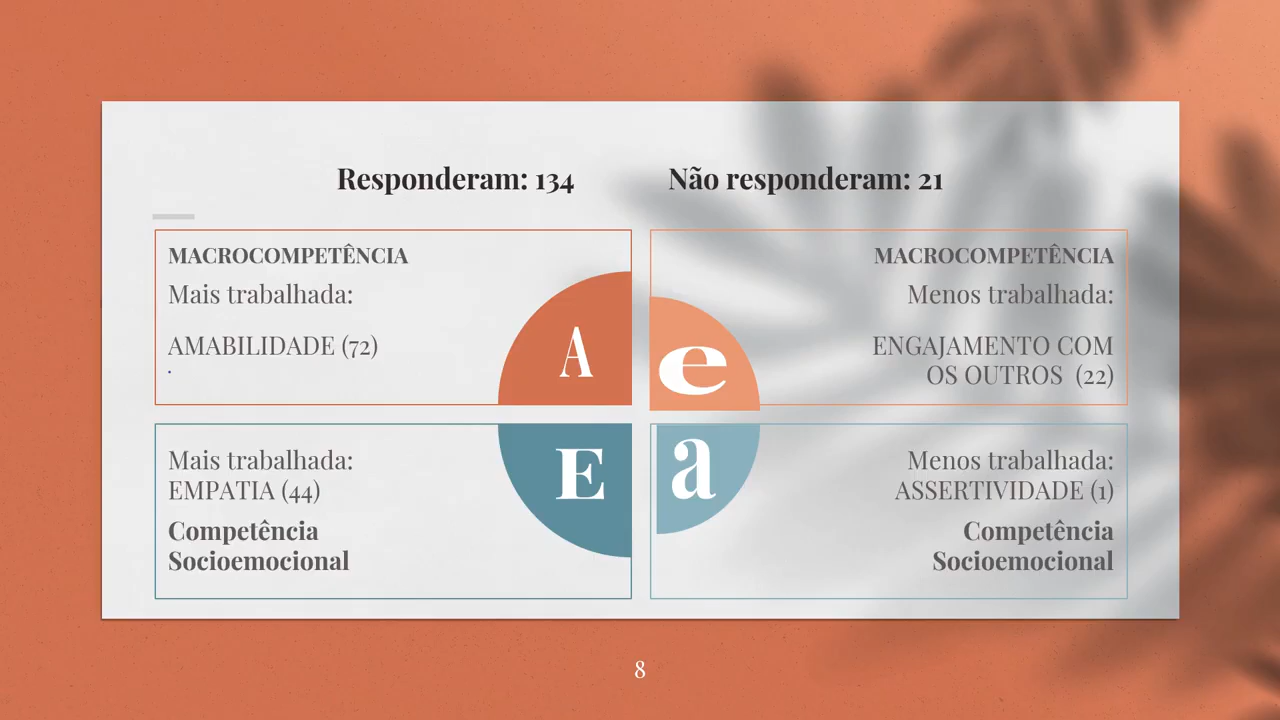 Responderam: 134
Não responderam: 21
MACROCOMPETÊNCIA
Mais trabalhada:
AMABILIDADE (72)
.
A
MACROCOMPETÊNCIA
Menos trabalhada:
ENGAJAMENTO COM
OS OUTROS (22)
e
Mais trabalhada:
EMPATIA (44)
Competência
Socioemocional
E
Menos trabalhada:
ASSERTIVIDADE (1)
Competência
Socioemocional
a
8